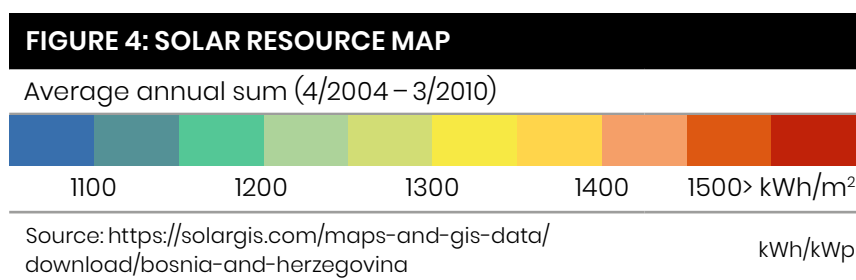 FIGURE 4: SOLAR RESOURCE MAP
Average annual sum (4/2004 – 3/2010)
1100 1200 1300 1400 1500> kWh/m²
Source: https://solargis.com/maps-and-gis-data/
download/bosnia-and-herzegovina
kWh/kWp